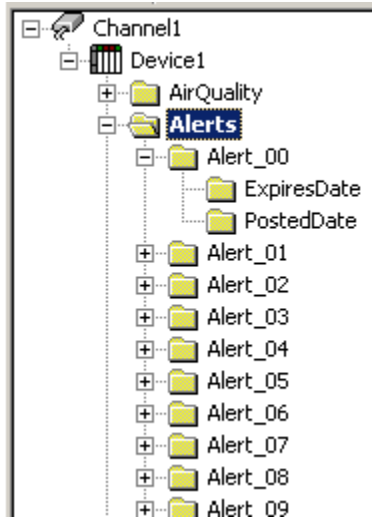 Channel1
Device1
AirQuality
Alerts
Alert_00
ExpiresDate
PostedDate
Alert_01
Alert_02
Alert_03
Alert_04
Alert_05
Alert_06
Alert_07
Alert_08
Alert_09